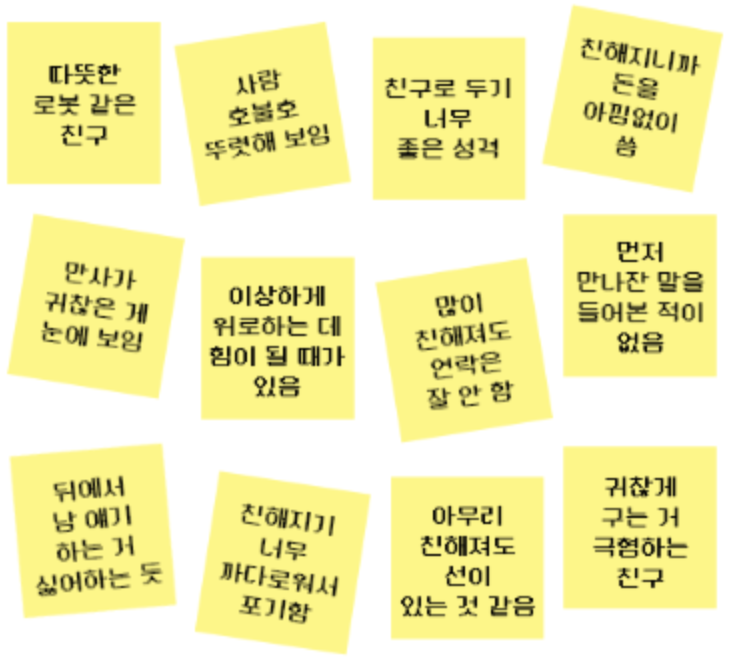 따뜻한
로봇 같은
친구
사람
호불호
뚜렷해 보임
친구로 두기
너무
좋은 성격
친해지니까
돈을
아낌없이
씀
만사가
귀찮은 게
눈에 보임
이상하게
위로하는 데
힘이 될 때가
있음
많이
친해져도
연락은
잘 안 함
먼저
만나잔 말을
들어본 적이
없음
뒤에서
남 얘기
하는 거
싫어하는 듯
친해지기
너무
까다로워서
포기함
아무리
친해져도
선이
있는 것 같음
귀찮게
구는 거
극혐하는
친구